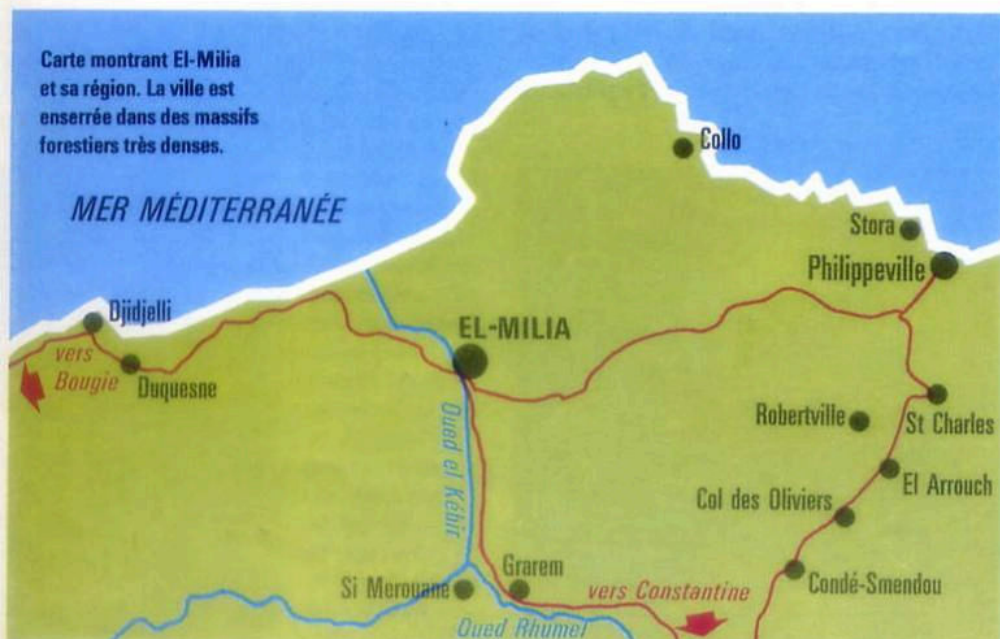 Carte montrant El-Milia
et sa région. La ville est
enserrée dans des massifs
forestiers très denses.
MER MÉDITERRANÉE
Collo
Stora
Philippeville
Djidjelli
EL-MILIA
vers
Bougie
Duquesne
Robertville
St Charles
Oued el Kébir
El Arrouch
Col des Oliviers
Grarem
Si Merouane
vers Constantine
Condé-Smendou
Oued Rhumel